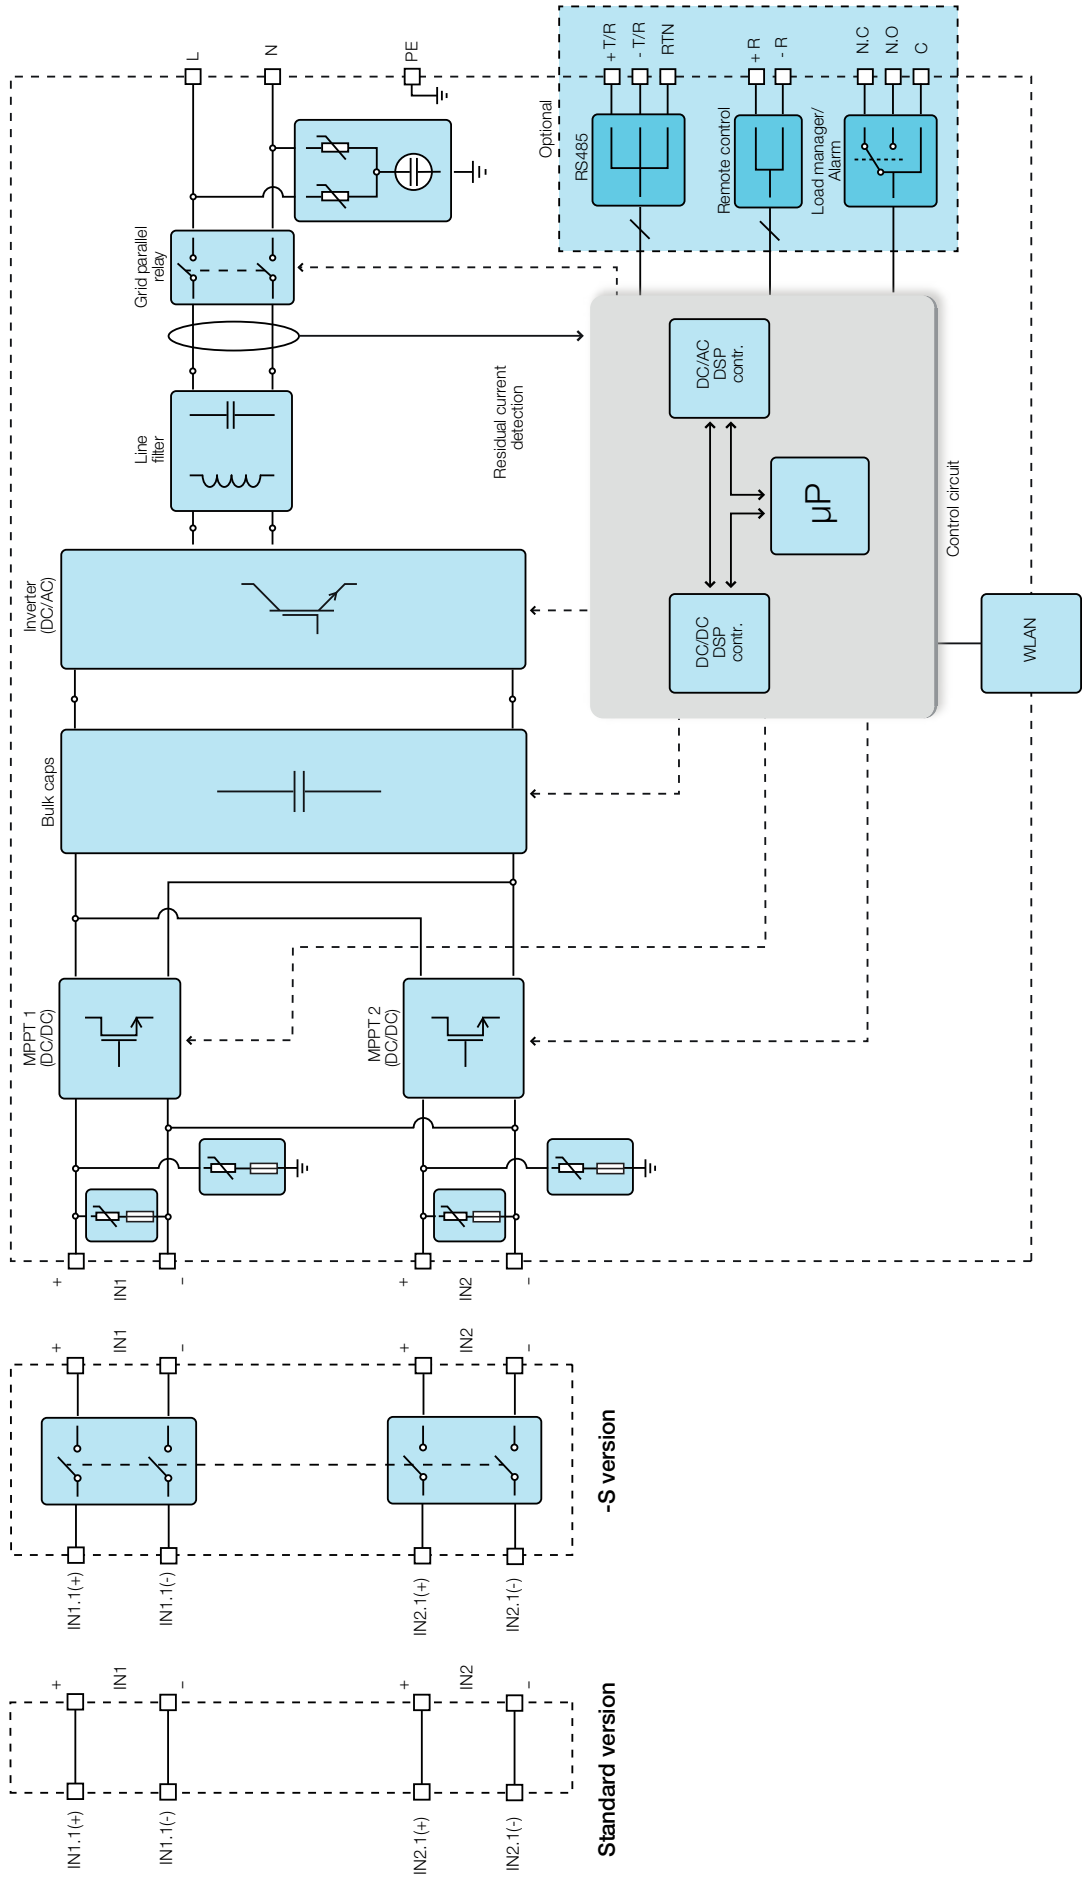 Standard version
IN1.1(+)
IN1.1(-)
IN2.1(+)
IN2.1(-)
+
IN1
-
+
IN2
-
-S version
IN1.1(+)
IN1.1(-)
IN2.1(+)
IN2.1(-)
+
IN1
-
+
IN2
-
+
IN1
-
+
IN2
-
MPPT 1
(DC/DC)
MPPT 2
(DC/DC)
Bulk caps
Inverter
(DC/AC)
Line
filter
Grid parallel
relay
L
N
PE
Residual current
detection
DC/DC
DSP
contr.
DC/AC
DSP
contr.
µP
Control circuit
WLAN
Optional
RS485
+ T/R
- T/R
RTN
Remote control
+ R
- R
Load manager/
Alarm
N.C
N.O
C